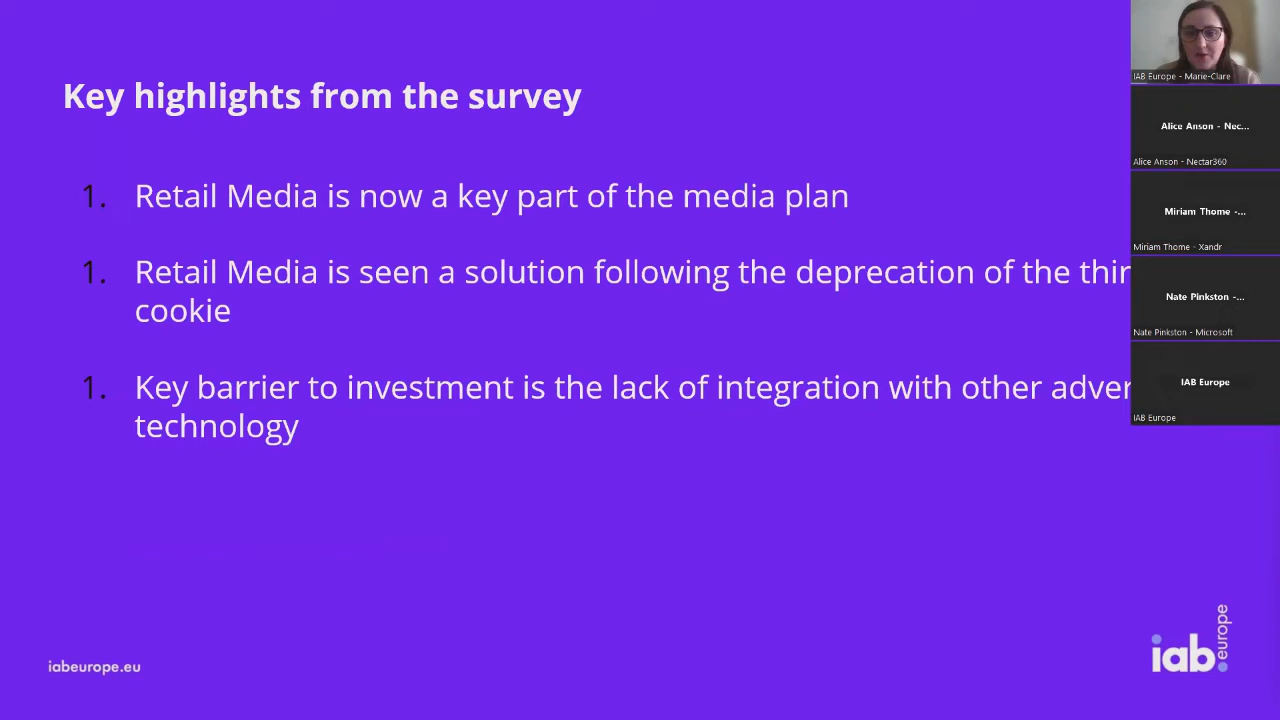 Key highlights from the survey
1. Retail Media is now a key part of the media plan
1. Retail Media is seen a solution following the deprecation of the
cookie
1. Key barrier to investment is the lack of integration with other
technology
iabeurope.eu
iab europe
IAB Europe - Marie-Clare
Alice Anson - Nec...
Alice Anson - Nectar360
Miriam Thome -...
Miriam Thome - Xandr
Nate Pinkston -...
Nate Pinkston - Microsoft
IAB Europe
IAB Europe